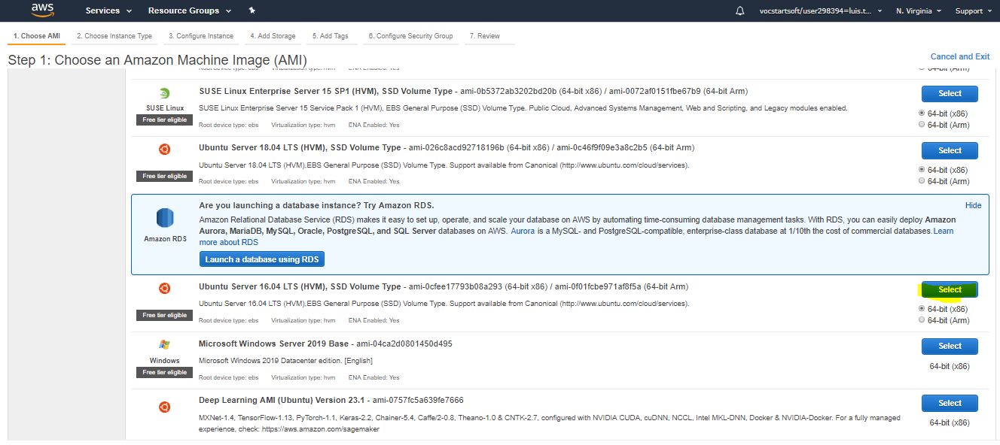 aws
Services
Resource Groups
vocstartsoft/user298394=luis.t...
N. Virginia
Support
1. Choose AMI
2. Choose Instance Type
3. Configure Instance
4. Add Storage
5. Add Tags
6. Configure Security Group
7. Review
Step 1: Choose an Amazon Machine Image (AMI)
Cancel and Exit
Root device type: ebs Virtualization type: hvm ENA Enabled: Yes
64-bit (Arm)
SUSE Linux
Free tier eligible
SUSE Linux Enterprise Server 15 SP1 (HVM), SSD Volume Type - ami-0b5372ab3202bd20b (64-bit x86) / ami-0072af0151fbe67b9 (64-bit Arm)
SUSE Linux Enterprise Server 15 Service Pack 1 (HVM), EBS General Purpose (SSD) Volume Type. Public Cloud, Advanced Systems Management, Web and Scripting, and Legacy modules enabled.
Root device type: ebs Virtualization type: hvm ENA Enabled: Yes
Select
64-bit (x86)
64-bit (Arm)
Free tier eligible
Ubuntu Server 18.04 LTS (HVM), SSD Volume Type - ami-026c8acd92718196b (64-bit x86) / ami-0c46f9f09e3a8c2b5 (64-bit Arm)
Ubuntu Server 18.04 LTS (HVM),EBS General Purpose (SSD) Volume Type. Support available from Canonical (http://www.ubuntu.com/cloud/services).
Root device type: ebs Virtualization type: hvm ENA Enabled: Yes
Select
64-bit (x86)
64-bit (Arm)
Amazon RDS
Are you launching a database instance? Try Amazon RDS.
Hide
Amazon Relational Database Service (RDS) makes it easy to set up, operate, and scale your database on AWS by automating time-consuming database management tasks. With RDS, you can easily deploy Amazon
Aurora, MariaDB, MySQL, Oracle, PostgreSQL, and SQL Server databases on AWS. Aurora is a MySQL- and PostgreSQL-compatible, enterprise-class database at 1/10th the cost of commercial databases. Learn
more about RDS
Launch a database using RDS
Free tier eligible
Ubuntu Server 16.04 LTS (HVM), SSD Volume Type - ami-0cfee17793b08a293 (64-bit x86) / ami-0f01fcbe971af8f5a (64-bit Arm)
Ubuntu Server 16.04 LTS (HVM),EBS General Purpose (SSD) Volume Type. Support available from Canonical (http://www.ubuntu.com/cloud/services).
Root device type: ebs Virtualization type: hvm ENA Enabled: Yes
Select
64-bit (x86)
64-bit (Arm)
Windows
Free tier eligible
Microsoft Windows Server 2019 Base - ami-04ca2d0801450d495
Microsoft Windows 2019 Datacenter edition. [English]
Root device type: ebs Virtualization type: hvm ENA Enabled: Yes
Select
64-bit (x86)
Deep Learning AMI (Ubuntu) Version 23.1 - ami-0757fc5a639fe7666
MXNet-1.4, TensorFlow-1.13, PyTorch-1.1, Keras-2.2, Chainer-5.4, Caffe/2-0.8, Theano-1.0 & CNTK-2.7, configured with NVIDIA CUDA, cuDNN, NCCL, Intel MKL-DNN, Docker & NVIDIA-Docker. For a fully managed
experience, check: https://aws.amazon.com/sagemaker
Select
64-bit (x86)